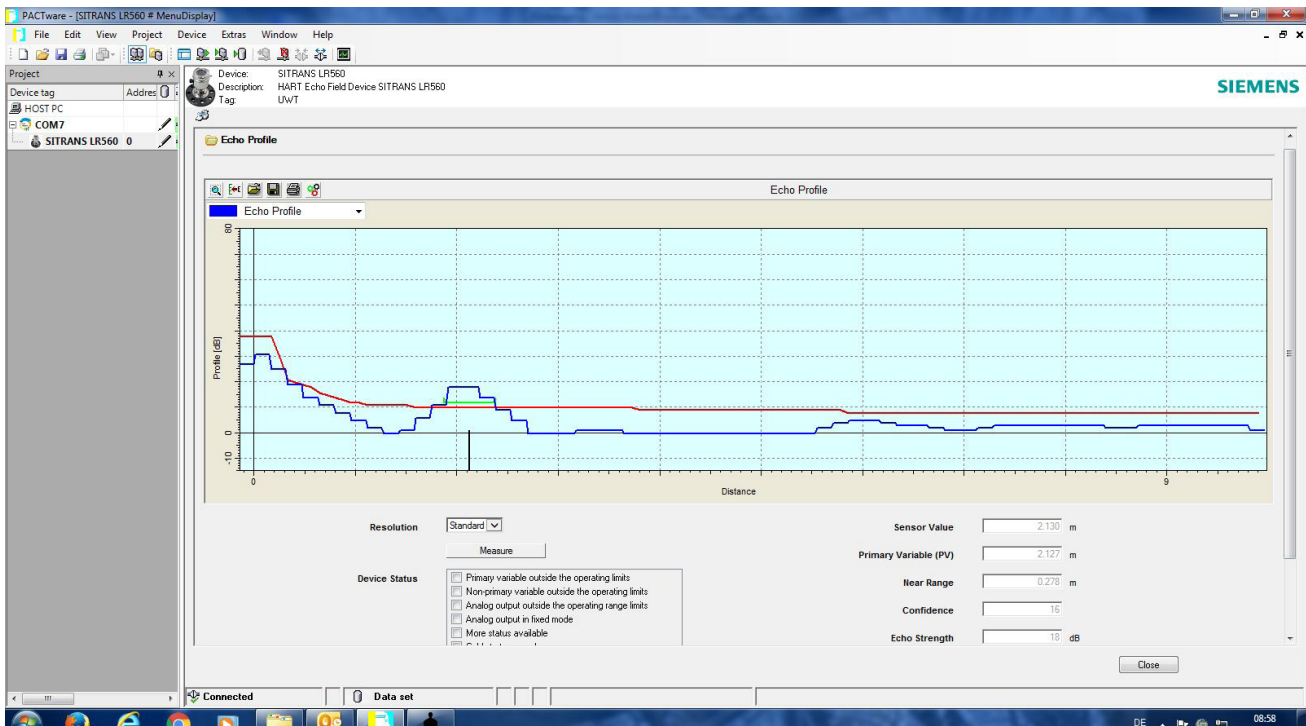 PACTware - [SITRANS LR560 # MenuDisplay]
File Edit View Project Device Extras Window Help
Project
Device tag Addres
HOST PC
COM7
SITRANS LR560 0
Device: SITRANS LR560
Description: HART Echo Field Device SITRANS LR560
Tag: UWT
SIEMENS
Echo Profile
Echo Profile
Echo Profile
80
Profile [dB]
0
-10
0 9
Distance
Resolution Standard
Measure
Device Status
Primary variable outside the operating limits
Non-primary variable outside the operating limits
Analog output outside the operating range limits
Analog output in fixed mode
More status available
Sensor Value 2.130 m
Primary Variable (PV) 2.127 m
Near Range 0.278 m
Confidence 16
Echo Strength 18 dB
Close
Connected Data set
DE 08:58